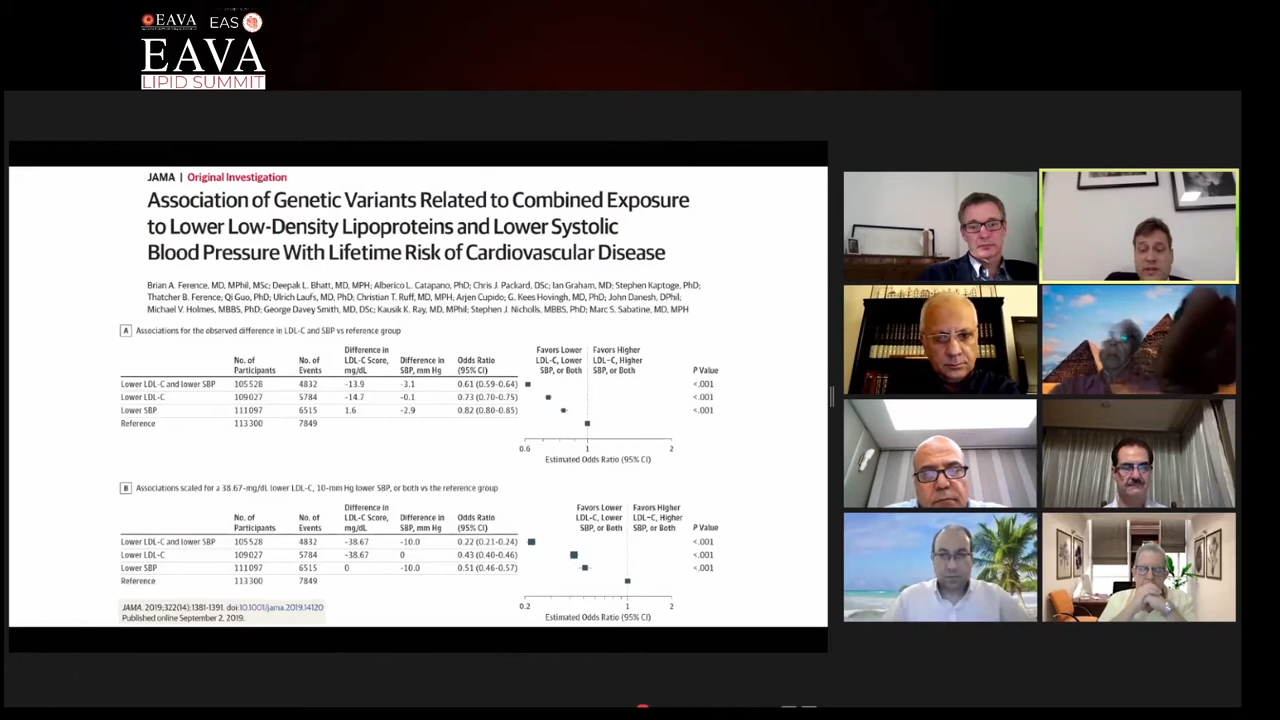 EAVA
EAS
EAVA
LIPID SUMMIT
JAMA | Original Investigation
Association of Genetic Variants Related to Combined Exposure
to Lower Low-Density Lipoproteins and Lower Systolic
Blood Pressure With Lifetime Risk of Cardiovascular Disease
Brian A. Ference, MD, MPhil, MSc; Deepak L. Bhatt, MD, MPH; Alberico L. Catapano, PhD; Chris J. Packard, DSc; Ian Graham, MD; Stephen Kaptoge, PhD;
Thatcher B. Ference; Qi Guo, PhD; Ulrich Laufs, MD, PhD; Christian T. Ruff, MD, MPH; Arjen Cupido; G. Kees Hovingh, MD, PhD; John Danesh, DPhil;
Michael V. Holmes, MBBS, PhD; George Davey Smith, MD, DSc; Kausik K. Ray, MD, MPhil; Stephen J. Nicholls, MBBS, PhD; Marc S. Sabatine, MD, MPH
A Associations for the observed difference in LDL-C and SBP vs reference group
No. of Participants No. of Events Difference in LDL-C Score, mg/dL Difference in SBP, mm Hg Odds Ratio (95% CI) Favors Lower LDL-C, Lower SBP, or Both Favors Higher LDL-C, Higher SBP, or Both P Value
Lower LDL-C and lower SBP 105528 4832 -13.9 -3.1 0.61 (0.59-0.64) <.001
Lower LDL-C 109027 5784 -14.7 -0.1 0.73 (0.70-0.75) <.001
Lower SBP 111097 6515 1.6 -2.9 0.82 (0.80-0.85) <.001
Reference 113300 7849
0.6 1 2
Estimated Odds Ratio (95% CI)
B Associations scaled for a 38.67-mg/dL lower LDL-C, 10-mm Hg lower SBP, or both vs the reference group
No. of Participants No. of Events Difference in LDL-C Score, mg/dL Difference in SBP, mm Hg Odds Ratio (95% CI) Favors Lower LDL-C, Lower SBP, or Both Favors Higher LDL-C, Higher SBP, or Both P Value
Lower LDL-C and lower SBP 105528 4832 -38.67 -10.0 0.22 (0.21-0.24) <.001
Lower LDL-C 109027 5784 -38.67 0 0.43 (0.40-0.46) <.001
Lower SBP 111097 6515 0 -10.0 0.51 (0.46-0.57) <.001
Reference 113300 7849
0.2 1 2
Estimated Odds Ratio (95% CI)
JAMA. 2019;322(14):1381-1391. doi:10.1001/jama.2019.14120
Published online September 2, 2019.